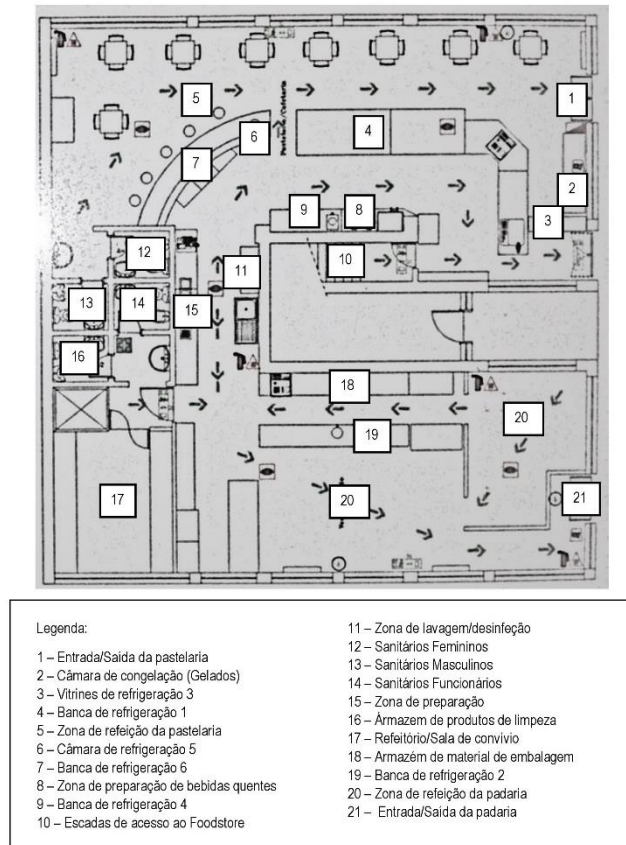 1
5
4
6
7
2
9
8
3
12
11
10
13
14
15
16
18
20
19
17
20
21
Legenda:
1 – Entrada/Saida da pastelaria
2 – Câmara de congelação (Gelados)
3 – Vitrines de refrigeração 3
4 – Banca de refrigeração 1
5 – Zona de refeição da pastelaria
6 – Câmara de refrigeração 5
7 – Banca de refrigeração 6
8 – Zona de preparação de bebidas quentes
9 – Banca de refrigeração 4
10 – Escadas de acesso ao Foodstore
11 – Zona de lavagem/desinfeção
12 – Sanitários Femininos
13 – Sanitários Masculinos
14 – Sanitários Funcionários
15 – Zona de preparação
16 – Ármazem de produtos de limpeza
17 – Refeitório/Sala de convivio
18 – Armazém de material de embalagem
19 – Banca de refrigeração 2
20 – Zona de refeição da padaria
21 – Entrada/Saida da padaria